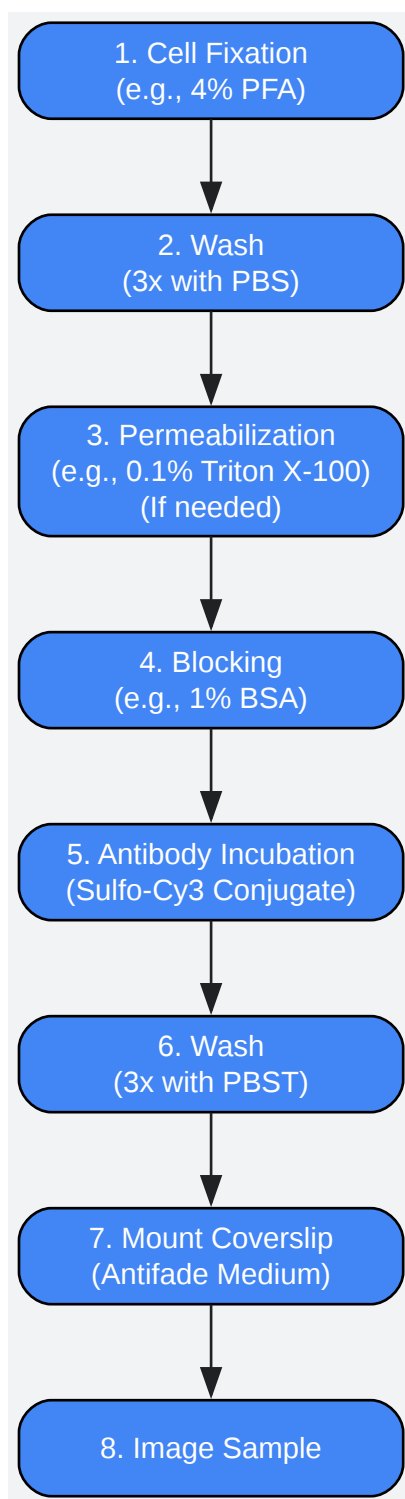 1. Cell Fixation
(e.g., 4% PFA)
2. Wash
(3x with PBS)
3. Permeabilization
(e.g., 0.1% Triton X-100)
(If needed)
4. Blocking
(e.g., 1% BSA)
5. Antibody Incubation
(Sulfo-Cy3 Conjugate)
6. Wash
(3x with PBST)
7. Mount Coverslip
(Antifade Medium)
8. Image Sample